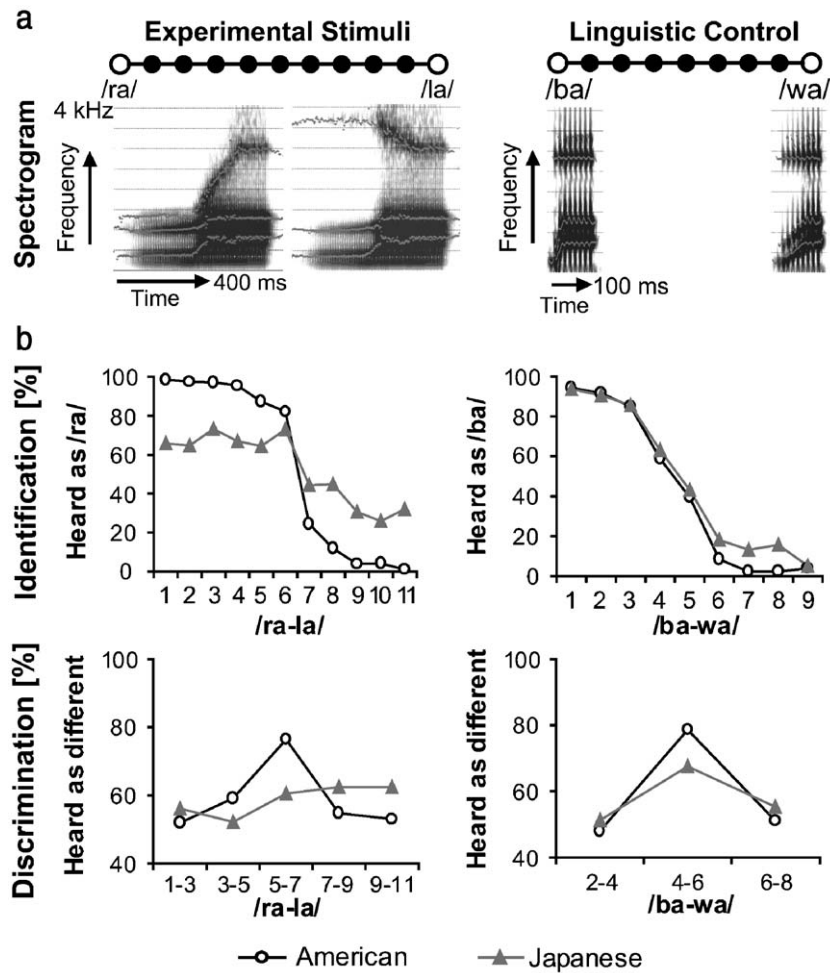 a
Experimental Stimuli
Linguistic Control
/ra/
/la/
/ba/
/wa/
Spectrogram
4 kHz
Frequency
Frequency
Time
400 ms
Time
100 ms
b
Identification [%]
Heard as /ra/
100
80
60
40
20
0
1 2 3 4 5 6 7 8 9 10 11
/ra-la/
Heard as /ba/
100
80
60
40
20
0
1 2 3 4 5 6 7 8 9
/ba-wa/
Discrimination [%]
Heard as different
100
80
60
40
1-3 3-5 5-7 7-9 9-11
/ra-la/
Heard as different
100
80
60
40
2-4 4-6 6-8
/ba-wa/
American Japanese